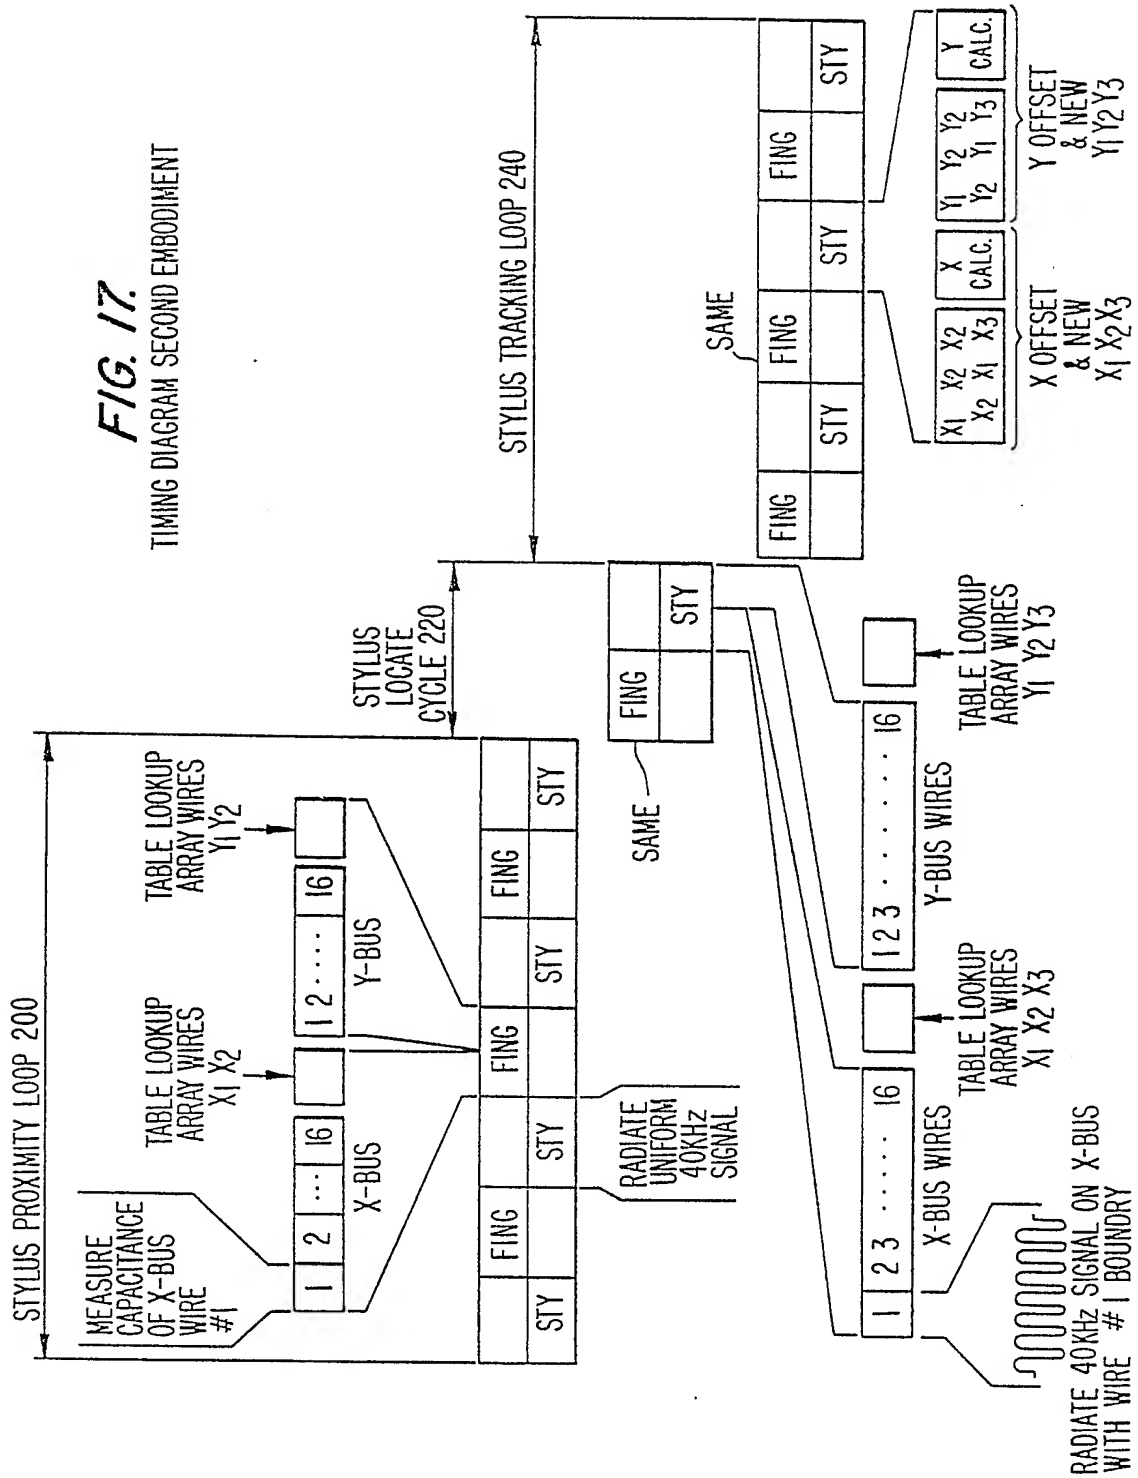 FIG. 17.
TIMING DIAGRAM SECOND EMBODIMENT
STYLUS PROXIMITY LOOP 200
MEASURE
CAPACITANCE
OF X-BUS
WIRE
#1
TABLE LOOKUP
ARRAY WIRES
X1 X2
TABLE LOOKUP
ARRAY WIRES
Y1 Y2
1 2 ... 16
X-BUS
1 2 ..... 16
Y-BUS
FING FING FING
STY STY STY STY
RADIATE
UNIFORM
40KHz
SIGNAL
STYLUS
LOCATE
CYCLE 220
FING
STY
SAME
1 2 3 ..... 16
X-BUS WIRES
TABLE LOOKUP
ARRAY WIRES
X1 X2 X3
1 2 3 ........ 16
Y-BUS WIRES
TABLE LOOKUP
ARRAY WIRES
Y1 Y2 Y3
RADIATE 40KHz SIGNAL ON X-BUS
WITH WIRE #1 BOUNDRY
STYLUS TRACKING LOOP 240
SAME
FING FING FING
STY STY STY
X1 X2 X2
X2 X1 X3
X
CALC.
Y1 Y2 Y2
Y2 Y1 Y3
Y
CALC.
X OFFSET
& NEW
X1 X2 X3
Y OFFSET
& NEW
Y1 Y2 Y3